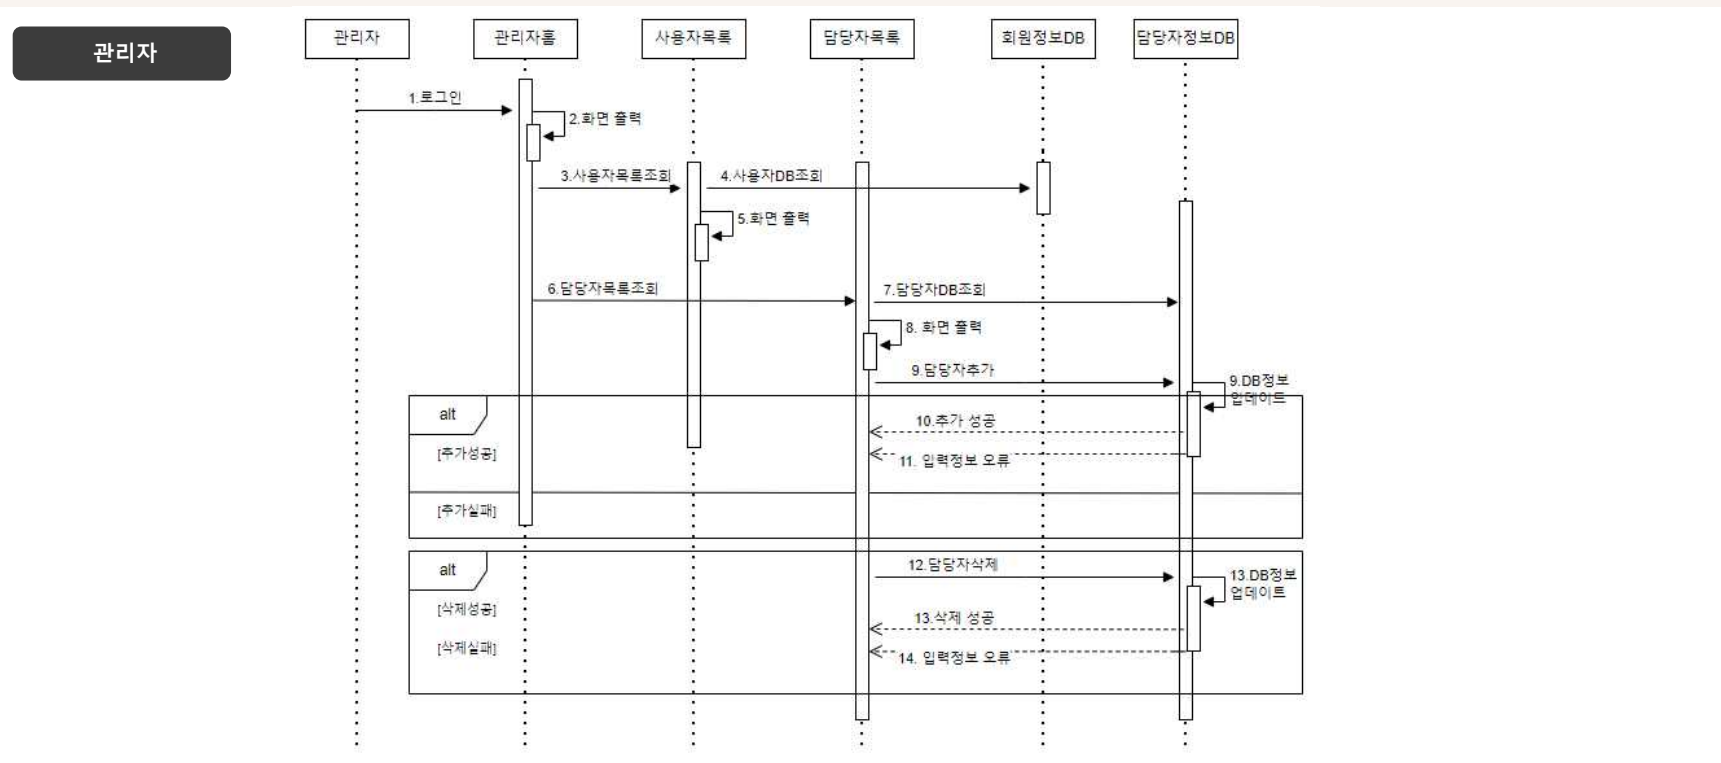 관리자
관리자
관리자홈
사용자목록
담당자목록
회원정보DB
담당자정보DB
1.로그인
2.화면 출력
3.사용자목록조회
4.사용자DB조회
5.화면 출력
6.담당자목록조회
7.담당자DB조회
8. 화면 출력
9.담당자추가
9.DB정보
업데이트
alt
10.추가 성공
[추가성공]
11. 입력정보 오류
[추가실패]
alt
12.담당자삭제
13.DB정보
업데이트
[삭제성공]
13.삭제 성공
[삭제실패]
14. 입력정보 오류